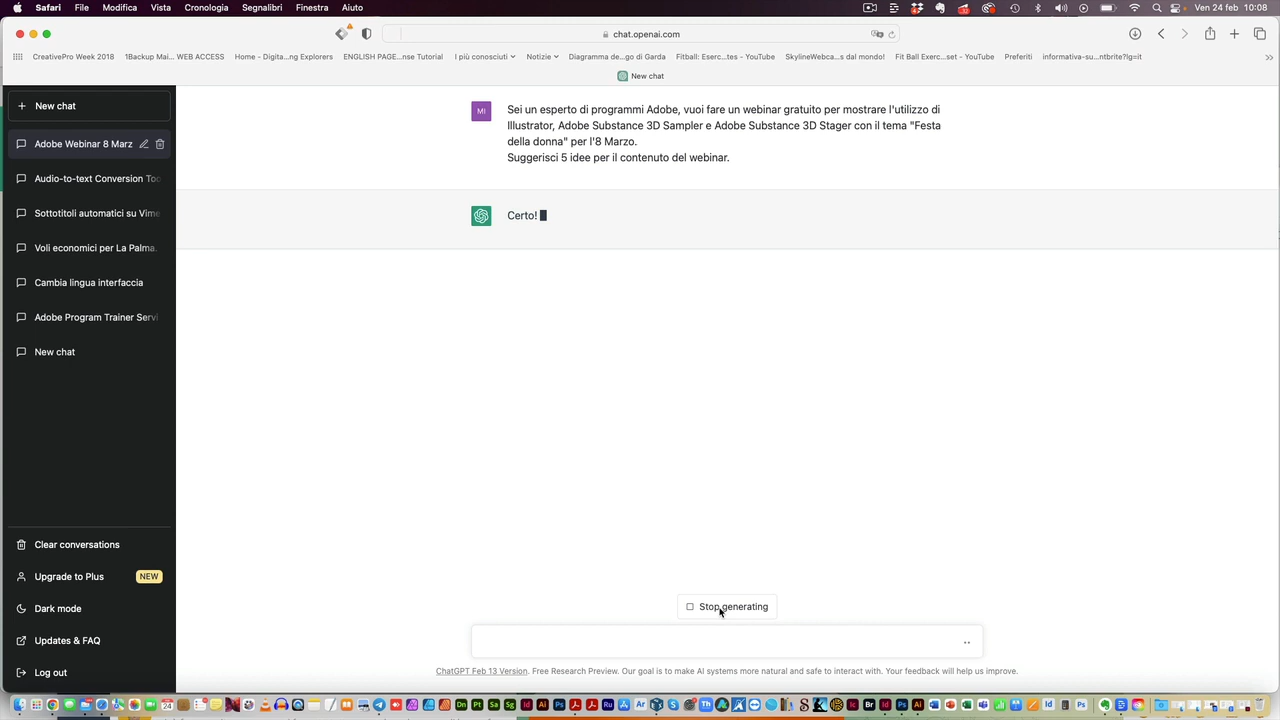 Safari File Modifica Vista Cronologia Segnalibri Finestra Aiuto
Ven 24 feb 10:08
chat.openai.com
CreativePro Week 2018 1Backup Mai... WEB ACCESS Home - Digita...ng Explorers ENGLISH PAGE...nse Tutorial I più conosciuti Notizie Diagramma de...go di Garda Fitball: Eserc...tes - YouTube SkylineWebca...s dal mondo! Fit Ball Exerc...set - YouTube Preferiti informativa-su...ntbrite?lg=it
New chat
New chat
Adobe Webinar 8 Marz
Audio-to-text Conversion Too
Sottotitoli automatici su Vime
Voli economici per La Palma.
Cambia lingua interfaccia
Adobe Program Trainer Servi
New chat
Clear conversations
Upgrade to Plus NEW
Dark mode
Updates & FAQ
Log out
MI
Sei un esperto di programmi Adobe, vuoi fare un webinar gratuito per mostrare l'utilizzo di
Illustrator, Adobe Substance 3D Sampler e Adobe Substance 3D Stager con il tema "Festa
della donna" per l'8 Marzo.
Suggerisci 5 idee per il contenuto del webinar.
Certo!
Stop generating
ChatGPT Feb 13 Version. Free Research Preview. Our goal is to make AI systems more natural and safe to interact with. Your feedback will help us improve.